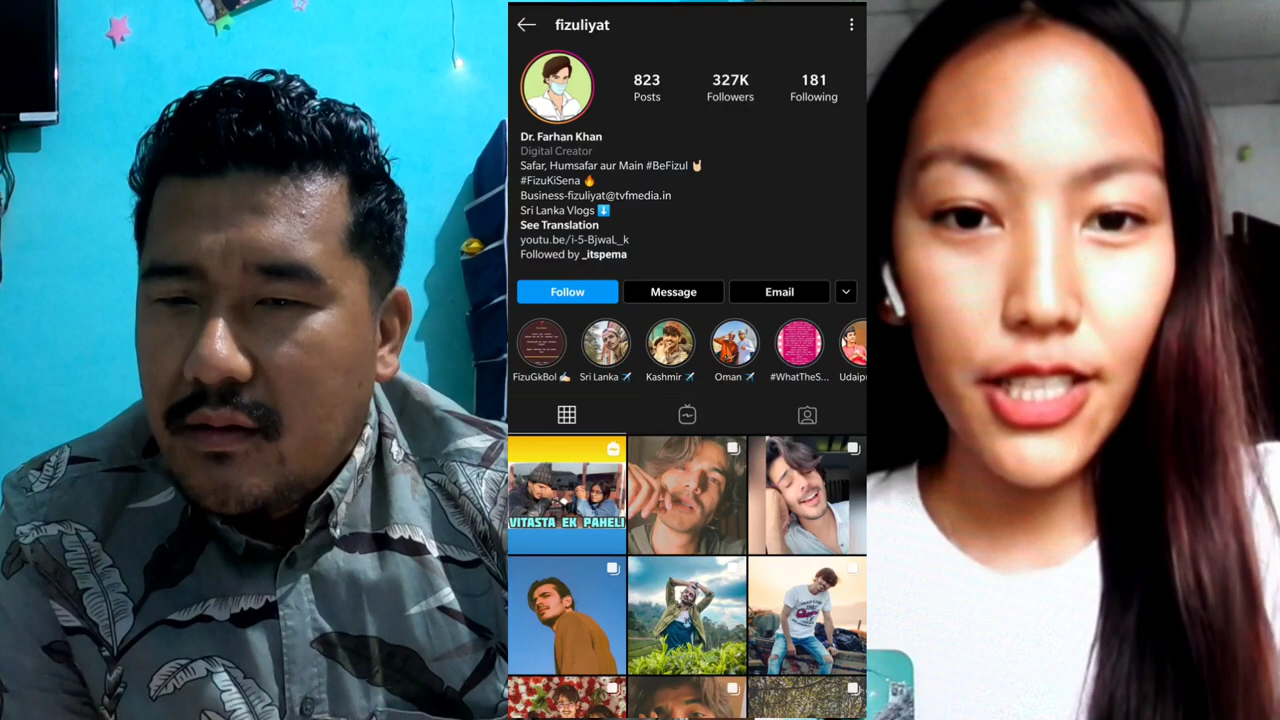 fizuliyat
823
327K
181
Posts
Followers
Following
Dr. Farhan Khan
Digital Creator
Safar, Humsafar aur Main #BeFizul 🤘🏻
#FizuKiSena 🔥
Business-fizuliyat@tvfmedia.in
Sri Lanka Vlogs ⬇️
See Translation
youtu.be/i-5-BjwaL_k
Followed by _itspema
Follow
Message
Email
FizuGkBol ✍🏻
Sri Lanka ✈️
Kashmir ✈️
Oman ✈️
#WhatTheS...
Udaipu
VITASTA EK PAHELI